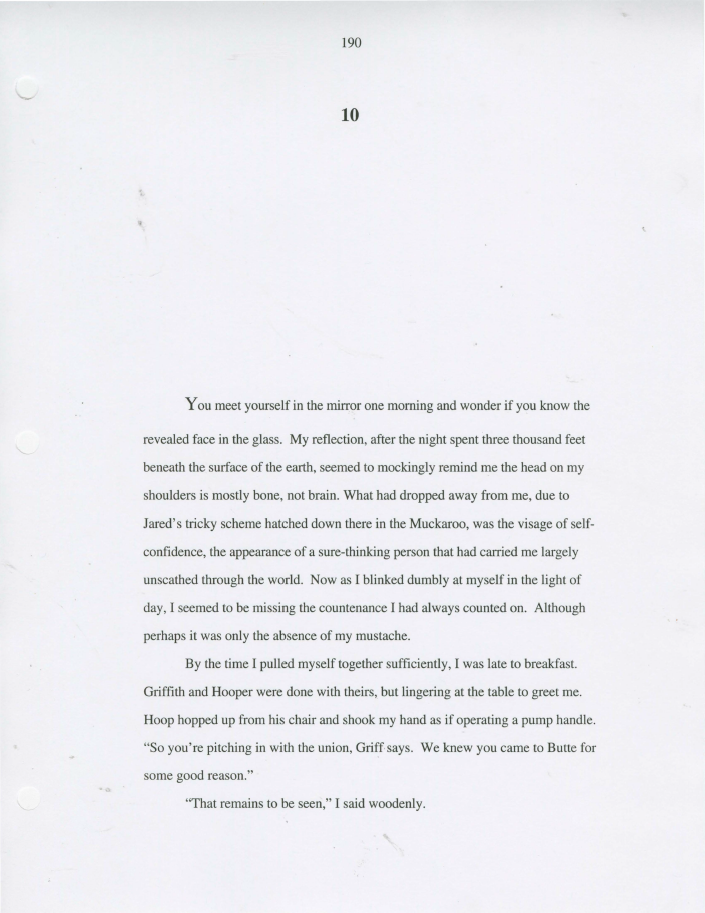 190
10
You meet yourself in the mirror one morning and wonder if you know the
revealed face in the glass.  My reflection, after the night spent three thousand feet
beneath the surface of the earth, seemed to mockingly remind me the head on my
shoulders is mostly bone, not brain. What had dropped away from me, due to
Jared’s tricky scheme hatched down there in the Muckaroo, was the visage of self-
confidence, the appearance of a sure-thinking person that had carried me largely
unscathed through the world.  Now as I blinked dumbly at myself in the light of
day, I seemed to be missing the countenance I had always counted on.  Although
perhaps it was only the absence of my mustache.
By the time I pulled myself together sufficiently, I was late to breakfast.
Griffith and Hooper were done with theirs, but lingering at the table to greet me.
Hoop hopped up from his chair and shook my hand as if operating a pump handle.
“So you’re pitching in with the union, Griff says.  We knew you came to Butte for
some good reason.”
“That remains to be seen,” I said woodenly.